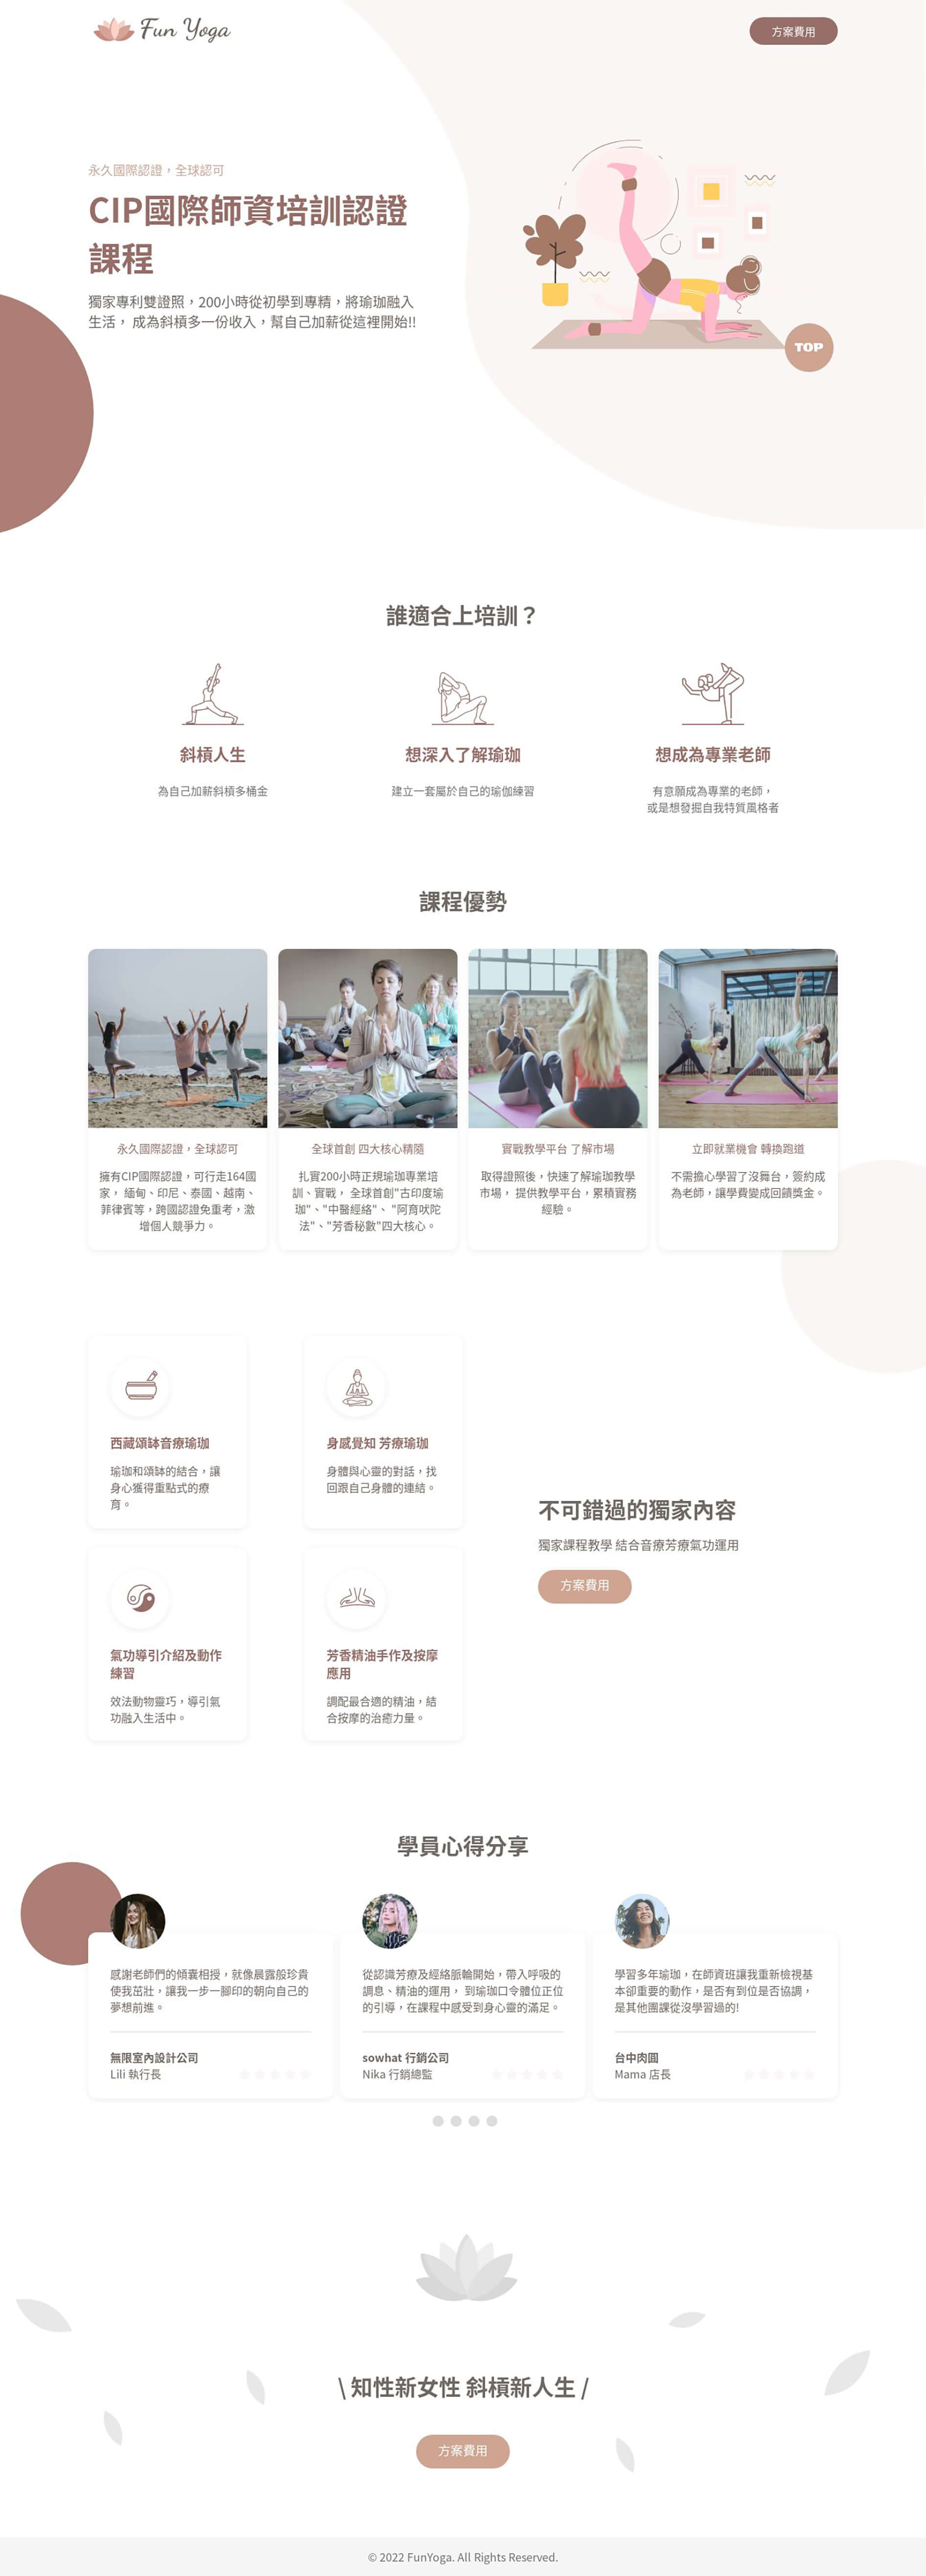 Fun Yoga
方案費用
永久國際認證，全球認可
CIP國際師資培訓認證
課程
獨家專利雙證照，200小時從初學到專精，將瑜珈融入
生活， 成為斜槓多一份收入，幫自己加薪從這裡開始!!
TOP
誰適合上培訓？
斜槓人生
為自己加薪斜槓多桶金
想深入了解瑜珈
建立一套屬於自己的瑜伽練習
想成為專業老師
有意願成為專業的老師，
或是想發掘自我特質風格者
課程優勢
永久國際認證，全球認可
擁有CIP國際認證，可行走164國
家， 緬甸、印尼、泰國、越南、
菲律賓等，跨國認證免重考，激
增個人競爭力。
全球首創 四大核心精隨
扎實200小時正規瑜珈專業培
訓、實戰， 全球首創"古印度瑜
珈"、"中醫經絡"、 "阿育吠陀
法"、"芳香秘數"四大核心。
實戰教學平台 了解市場
取得證照後，快速了解瑜珈教學
市場， 提供教學平台，累積實務
經驗。
立即就業機會 轉換跑道
不需擔心學習了沒舞台，簽約成
為老師，讓學費變成回饋獎金。
西藏頌缽音療瑜珈
瑜珈和頌缽的結合，讓
身心獲得重點式的療
育。
身感覺知 芳療瑜珈
身體與心靈的對話，找
回跟自己身體的連結。
氣功導引介紹及動作
練習
效法動物靈巧，導引氣
功融入生活中。
芳香精油手作及按摩
應用
調配最合適的精油，結
合按摩的治癒力量。
不可錯過的獨家內容
獨家課程教學 結合音療芳療氣功運用
方案費用
學員心得分享
感謝老師們的傾囊相授，就像晨露般珍貴
使我茁壯，讓我一步一腳印的朝向自己的
夢想前進。
無限室內設計公司
Lili 執行長
從認識芳療及經絡脈輪開始，帶入呼吸的
調息、精油的運用， 到瑜珈口令體位正位
的引導，在課程中感受到身心靈的滿足。
sowhat 行銷公司
Nika 行銷總監
學習多年瑜珈，在師資班讓我重新檢視基
本卻重要的動作，是否有到位是否協調，
是其他團課從沒學習過的!
台中肉圓
Mama 店長
\ 知性新女性 斜槓新人生 /
方案費用
© 2022 FunYoga. All Rights Reserved.